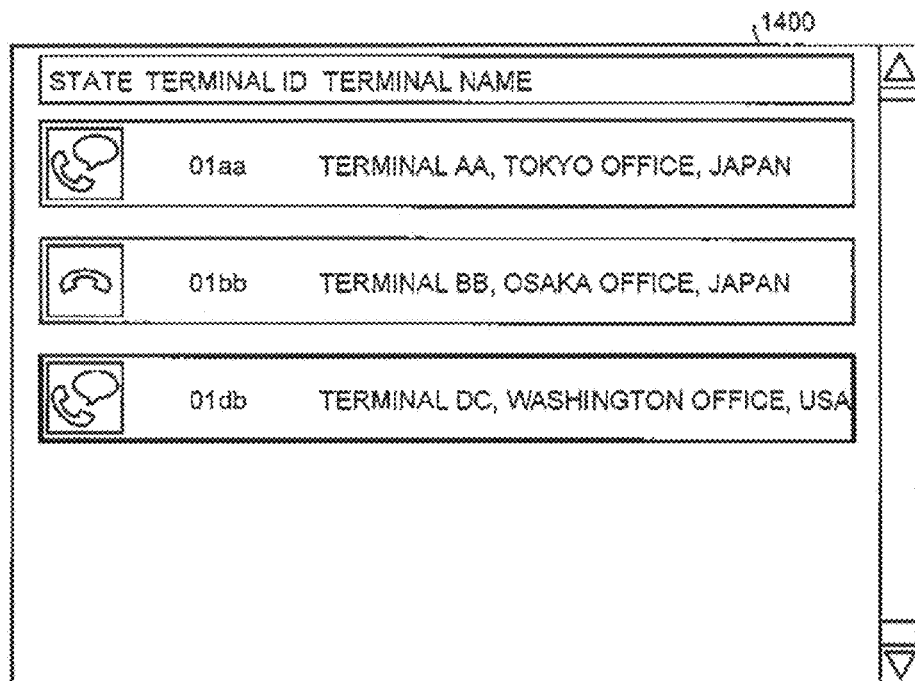 1400
STATE TERMINAL ID TERMINAL NAME
01aa TERMINAL AA, TOKYO OFFICE, JAPAN
01bb TERMINAL BB, OSAKA OFFICE, JAPAN
01db TERMINAL DC, WASHINGTON OFFICE, USA